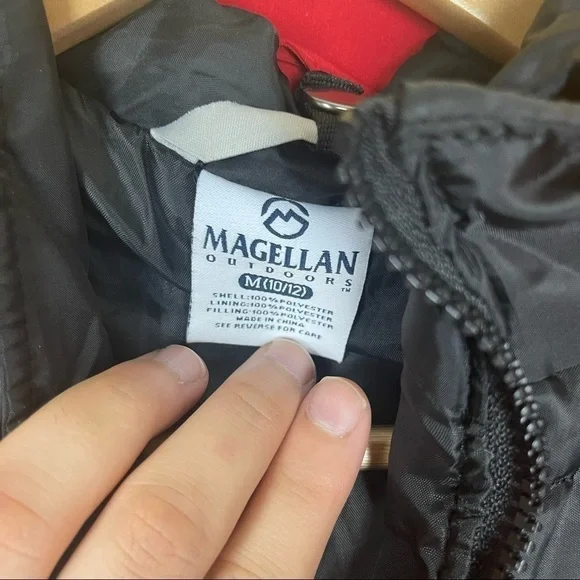 MAGELLAN
OUTDOORS ™
M (10/12)
SHELL:100%POLYESTER
LINING:100%POLYESTER
FILLING:100%POLYESTER
MADE IN CHINA
SEE REVERSE FOR CARE